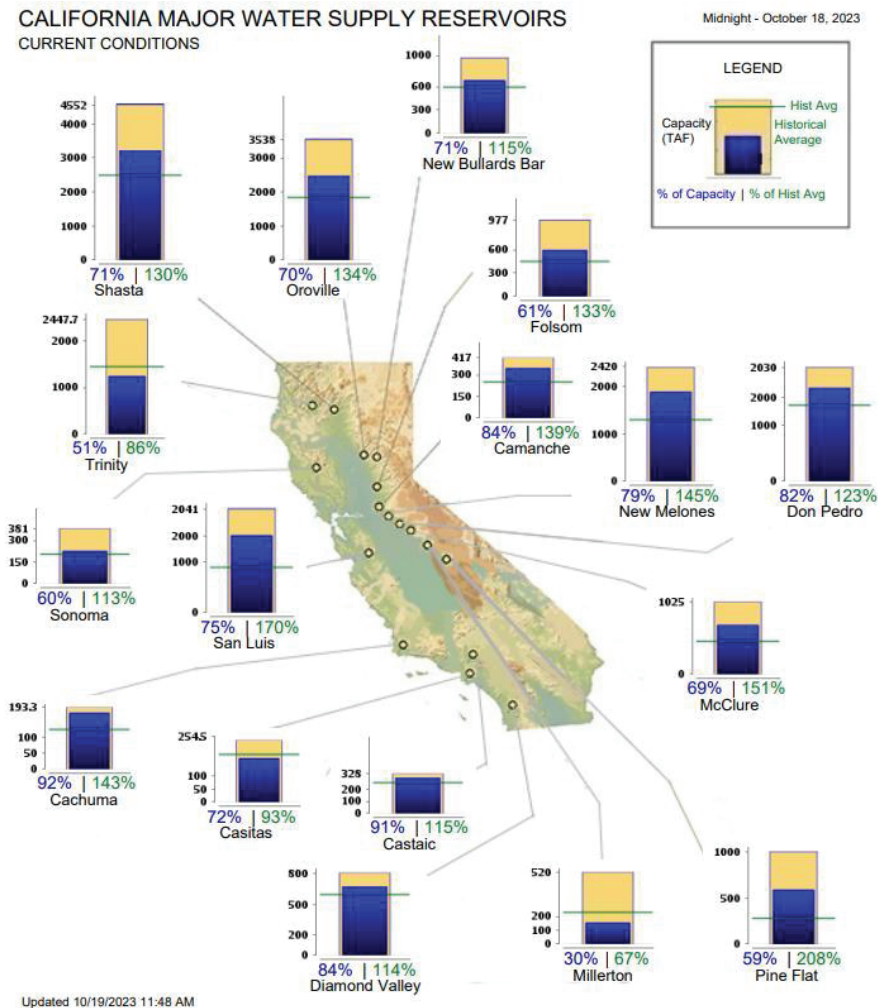 CALIFORNIA MAJOR WATER SUPPLY RESERVOIRS
CURRENT CONDITIONS
Midnight - October 18, 2023
LEGEND
Capacity
(TAF)
Hist Avg
Historical
Average
% of Capacity | % of Hist Avg
1000
600
300
0
71% | 115%
New Bullards Bar
4552
4000
3000
2000
1000
0
71% | 130%
Shasta
3538
3000
2000
1000
0
70% | 134%
Oroville
977
600
300
0
61% | 133%
Folsom
2447.7
2000
1000
0
51% | 86%
Trinity
417
300
150
0
84% | 139%
Camanche
2420
2000
1000
0
79% | 145%
New Melones
2030
2000
1000
0
82% | 123%
Don Pedro
381
300
150
0
60% | 113%
Sonoma
2041
2000
1000
0
75% | 170%
San Luis
1025
0
69% | 151%
McClure
193.3
100
50
0
92% | 143%
Cachuma
254.5
100
50
0
72% | 93%
Casitas
328
200
100
0
91% | 115%
Castaic
800
500
200
0
84% | 114%
Diamond Valley
520
200
100
0
30% | 67%
Millerton
1000
500
0
59% | 208%
Pine Flat
Updated 10/19/2023 11:48 AM